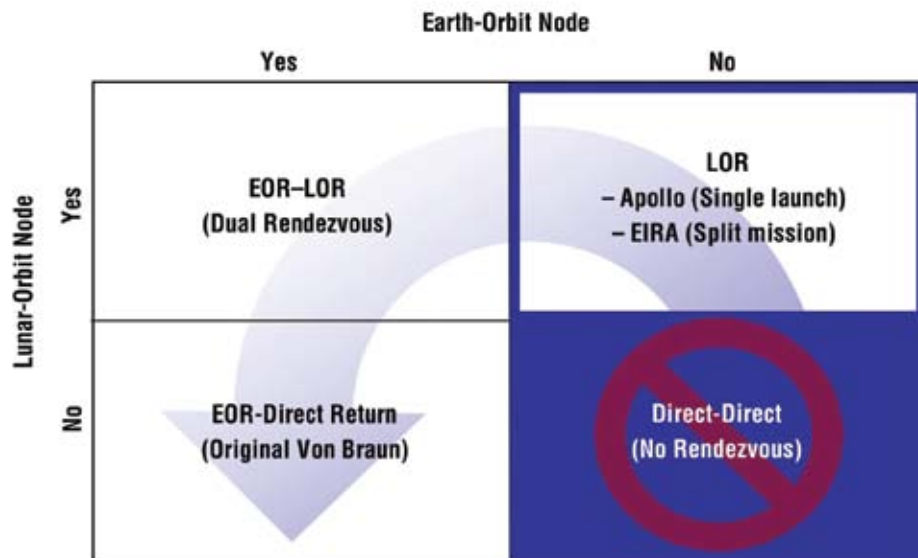 Earth-Orbit Node
Yes
No
Lunar-Orbit Node
Yes
EOR–LOR
(Dual Rendezvous)
LOR
– Apollo (Single launch)
– EIRA (Split mission)
No
EOR-Direct Return
(Original Von Braun)
Direct-Direct
(No Rendezvous)